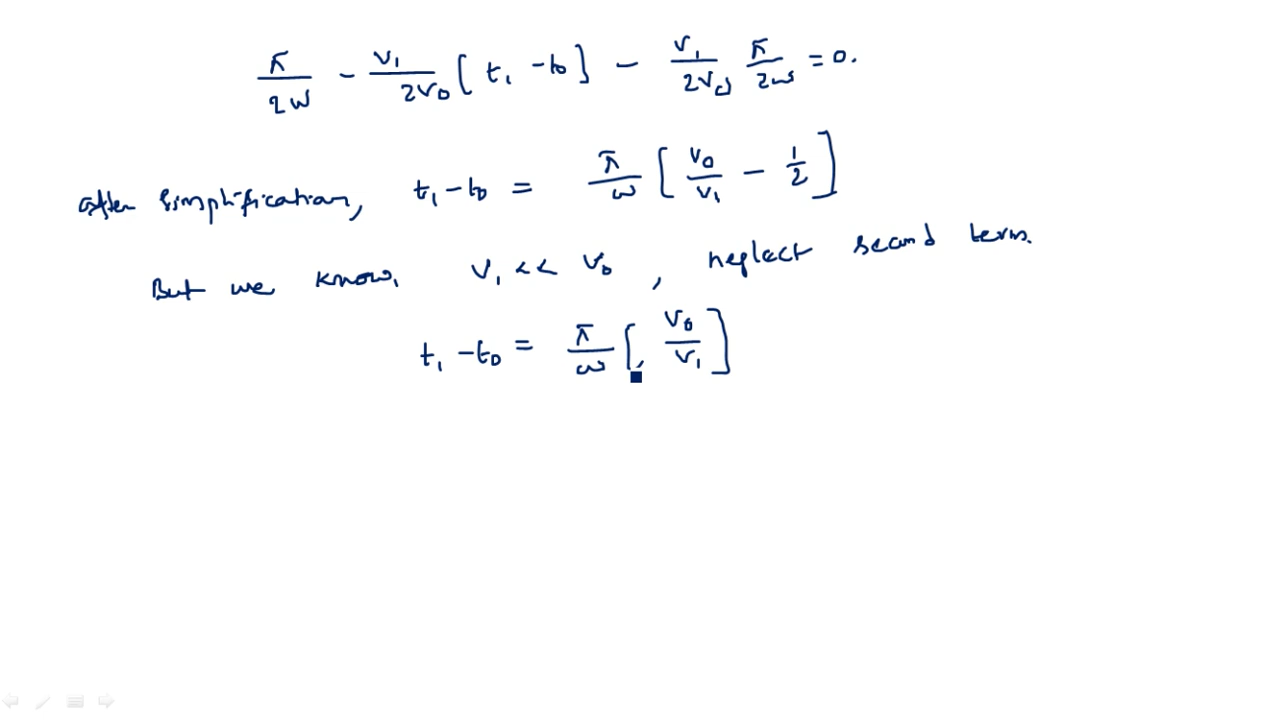 π/2ω - V₁/2V₀ [t₁ - t₀] - V₁/2V₀ π/2ω = 0.
after simplification, t₁ - t₀ = π/ω [V₀/V₁ - 1/2]
But we know, V₁ << V₀, neglect second term.
t₁ - t₀ = π/ω [V₀/V₁]